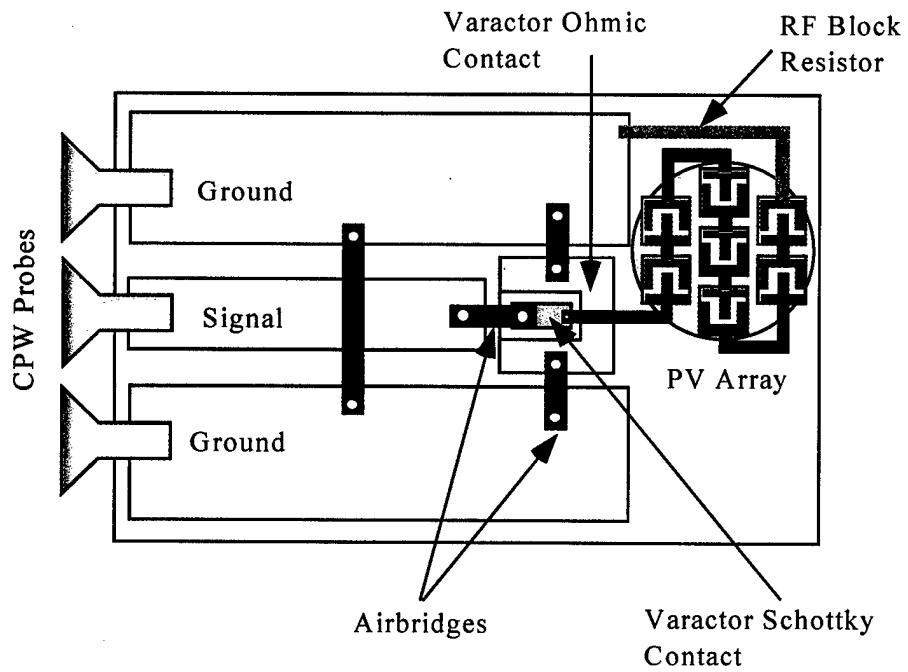 Varactor Ohmic
Contact
RF Block
Resistor
Ground
CPW Probes
Signal
PV Array
Ground
Airbridges
Varactor Schottky
Contact